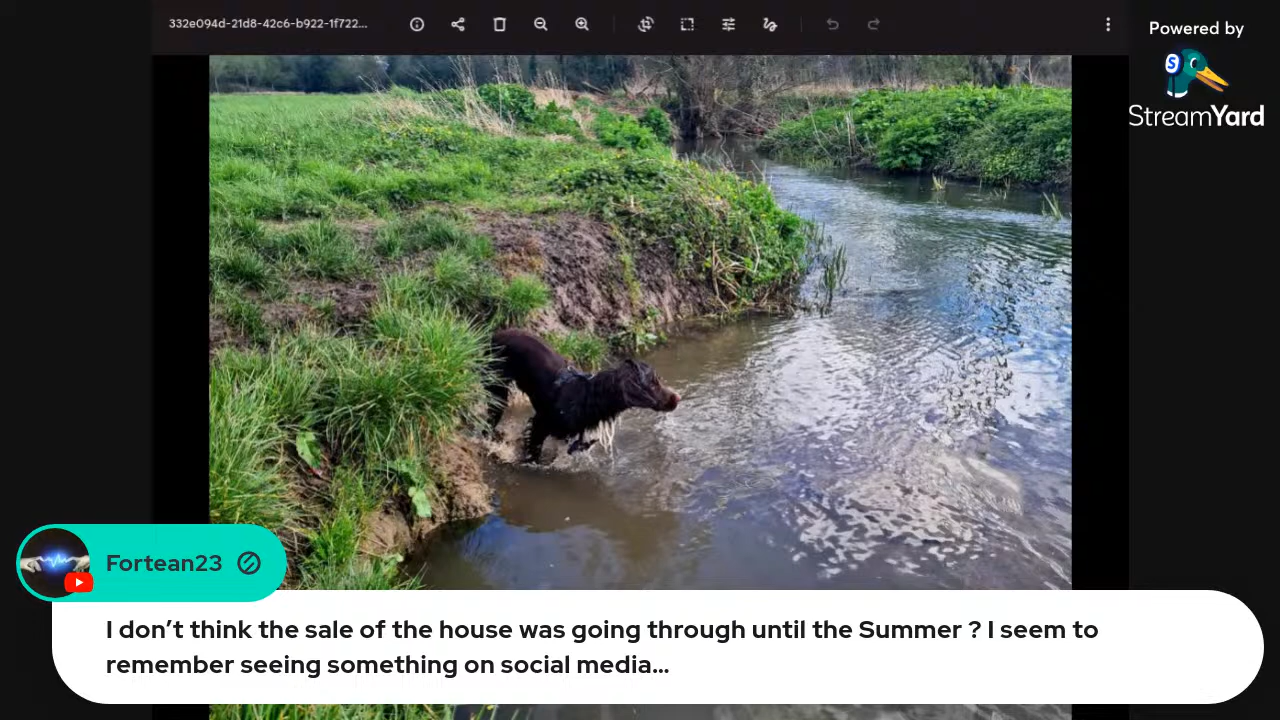 332e094d-21d8-42c6-b922-1f722...
Powered by
S
StreamYard
Fortean23
I don’t think the sale of the house was going through until the Summer ? I seem to
remember seeing something on social media...